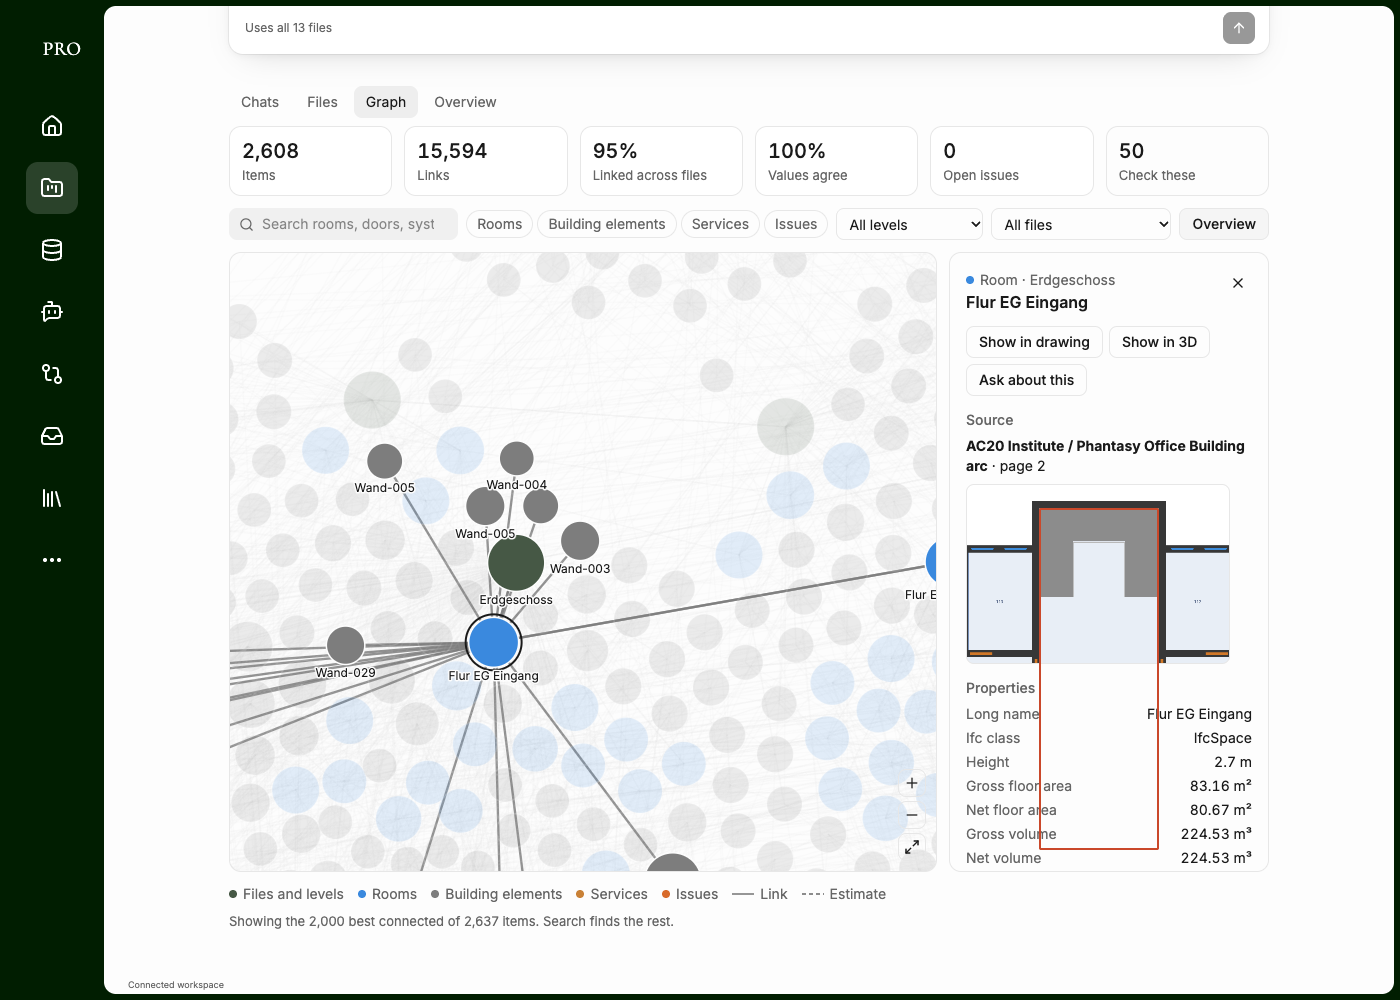 PRO
Uses all 13 files
Chats Files Graph Overview
2,608 15,594 95% 100% 0 50
Items Links Linked across files Values agree Open issues Check these
Search rooms, doors, syst Rooms Building elements Services Issues All levels All files Overview
Room · Erdgeschoss
Flur EG Eingang
Show in drawing Show in 3D
Ask about this
Source
AC20 Institute / Phantasy Office Building
arc · page 2
Wand-005
Wand-004
Wand-005
Wand-003
Erdgeschoss
Flur E
Wand-029
Flur EG Eingang
Properties
Long name Flur EG Eingang
Ifc class IfcSpace
Height 2.7 m
Gross floor area 83.16 m²
Net floor area 80.67 m²
Gross volume 224.53 m³
Net volume 224.53 m³
Files and levels Rooms Building elements Services Issues Link Estimate
Showing the 2,000 best connected of 2,637 items. Search finds the rest.
Connected workspace